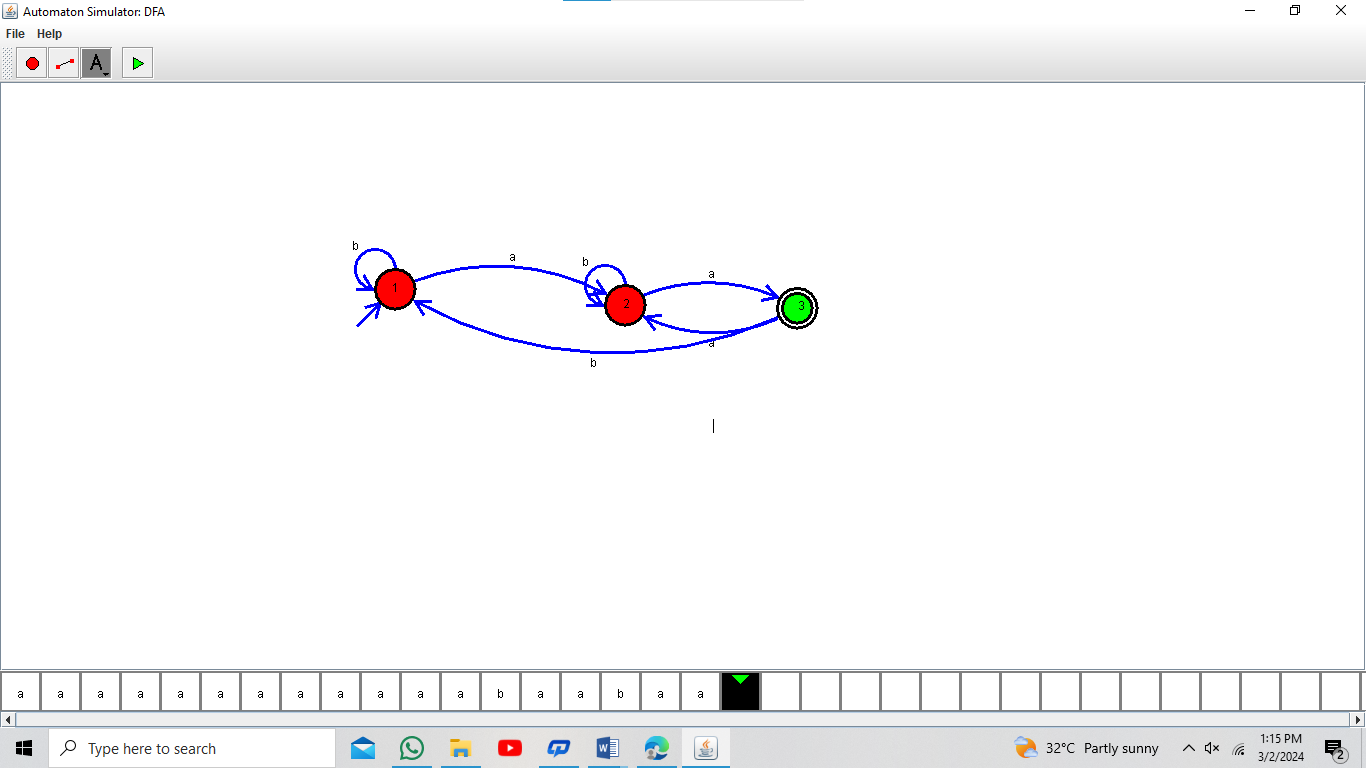 Automaton Simulator: DFA
File Help
A
b a b a
1 2 3
a
b
a a a a a a a a a a a a b a a b a a
Type here to search
32°C Partly sunny
1:15 PM
3/2/2024
2